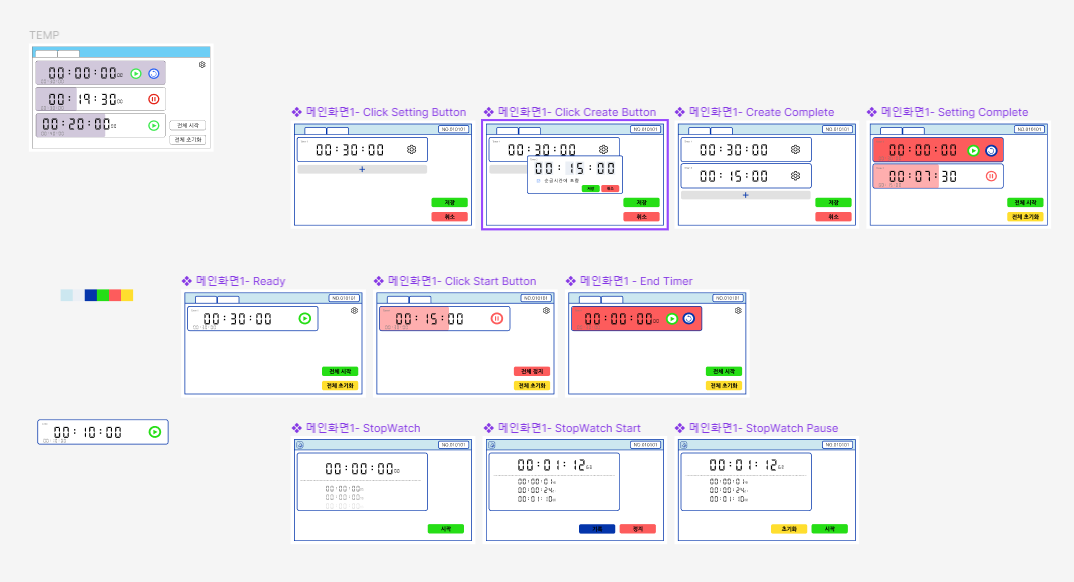 TEMP
00:00:00
00:19:30
00:20:00
전체 시작
전체 초기화
메인화면1- Click Setting Button
NO.010101
00:30:00
+
저장
취소
메인화면1- Click Create Button
NO.010101
00:30:00
00:15:00
저장
취소
저장
취소
메인화면1- Create Complete
NO.010101
00:30:00
00:15:00
+
저장
취소
메인화면1- Setting Complete
NO.010101
00:00:00
00:07:30
전체 시작
전체 초기화
메인화면1- Ready
NO.010101
00:30:00
전체 시작
전체 초기화
메인화면1- Click Start Button
NO.010101
00:15:00
전체 정지
전체 초기화
메인화면1 - End Timer
NO.010101
00:00:00
전체 시작
전체 초기화
00:10:00
메인화면1- StopWatch
NO.010101
00:00:00
00:00:00
00:00:00
시작
메인화면1- StopWatch Start
NO.010101
00:01:12
00:00:01
00:00:24
00:01:10
기록
정지
메인화면1- StopWatch Pause
NO.010101
00:01:12
00:00:01
00:00:24
00:01:10
초기화
시작